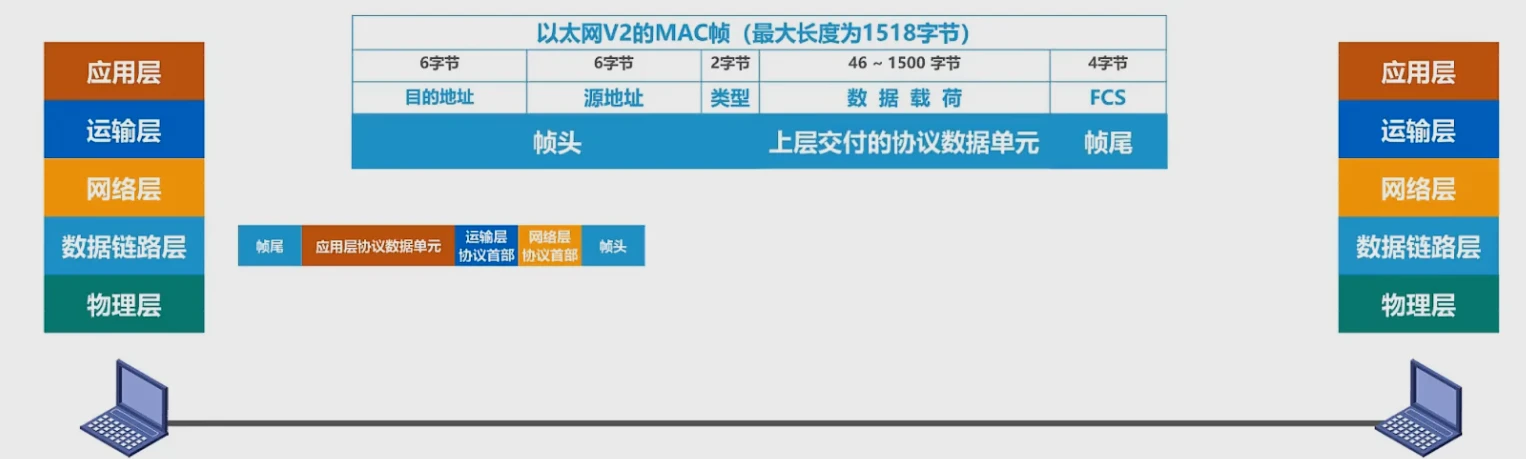 以太网V2的MAC帧（最大长度为1518字节）
6字节 6字节 2字节 46 ~ 1500 字节 4字节
目的地址 源地址 类型 数 据 载 荷 FCS
帧头 上层交付的协议数据单元 帧尾
应用层
运输层
网络层
数据链路层
物理层
帧尾 应用层协议数据单元 运输层 网络层 帧头
协议首部 协议首部
应用层
运输层
网络层
数据链路层
物理层